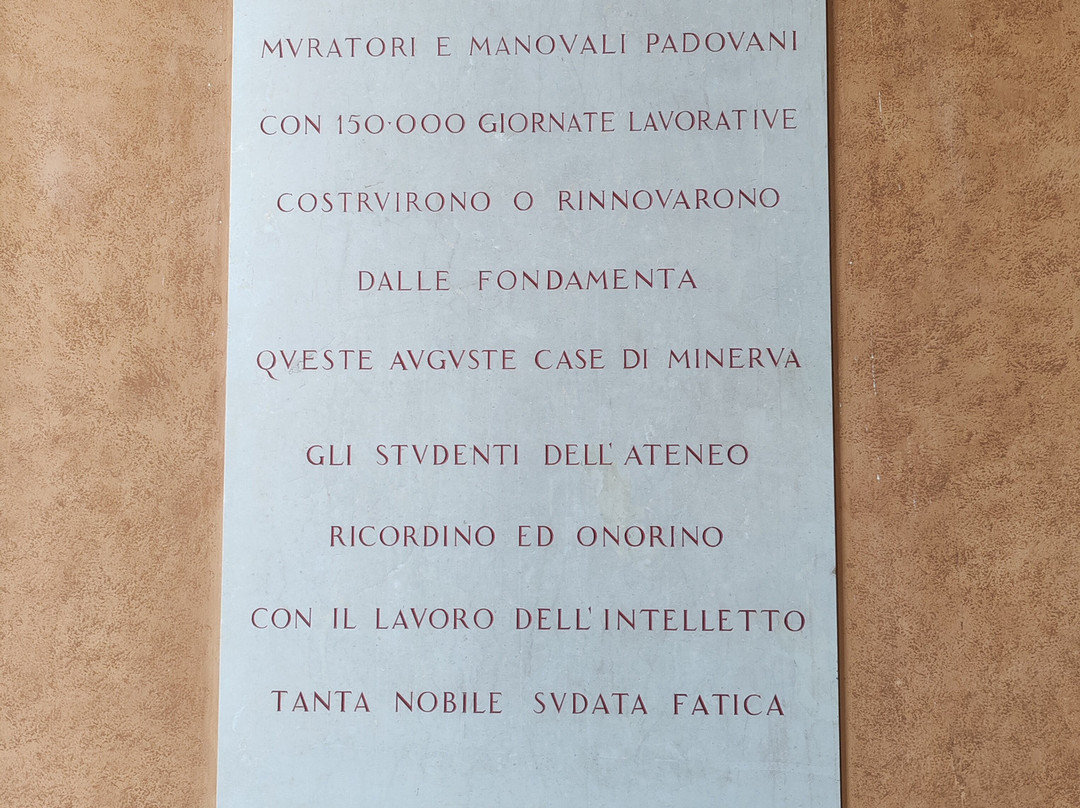 MVRATORI E MANOVALI PADOVANI
CON 150·000 GIORNATE LAVORATIVE
COSTRVIRONO O RINNOVARONO
DALLE FONDAMENTA
QVESTE AVGVSTE CASE DI MINERVA
GLI STVDENTI DELL'ATENEO
RICORDINO ED ONORINO
CON IL LAVORO DELL'INTELLETTO
TANTA NOBILE SVDATA FATICA